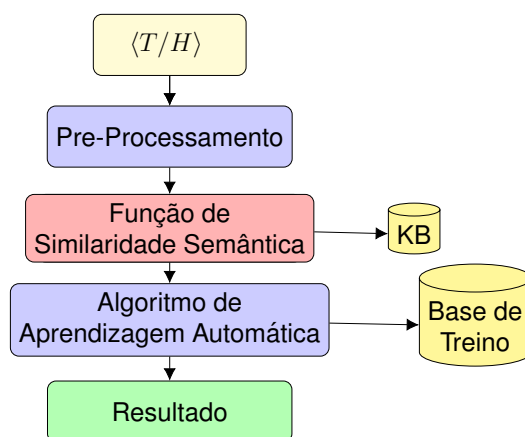 ⟨T/H⟩
Pre-Processamento
Função de
Similaridade Semântica
KB
Algoritmo de
Aprendizagem Automática
Base de
Treino
Resultado